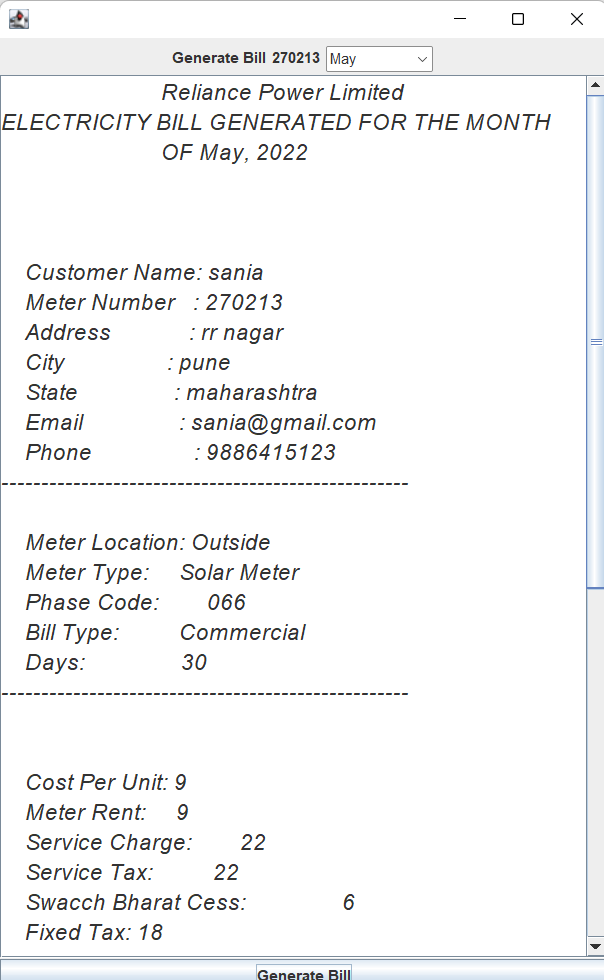 Generate Bill 270213 May
Reliance Power Limited
ELECTRICITY BILL GENERATED FOR THE MONTH
OF May, 2022
Customer Name: sania
Meter Number : 270213
Address : rr nagar
City : pune
State : maharashtra
Email : sania@gmail.com
Phone : 9886415123
---------------------------------------------------
Meter Location: Outside
Meter Type: Solar Meter
Phase Code: 066
Bill Type: Commercial
Days: 30
---------------------------------------------------
Cost Per Unit: 9
Meter Rent: 9
Service Charge: 22
Service Tax: 22
Swacch Bharat Cess: 6
Fixed Tax: 18
Generate Bill